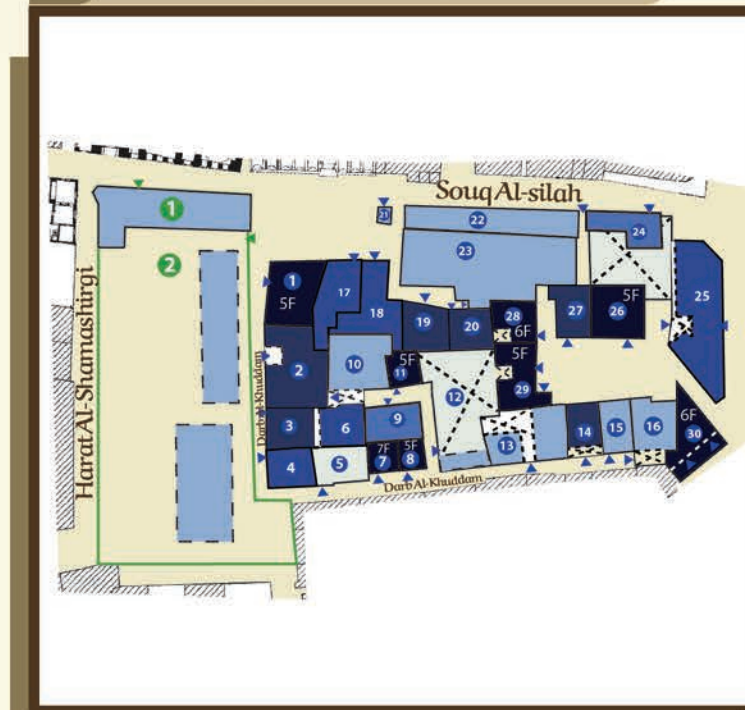 Souq Al-silah
1
21
22
24
23
2
1
5F
17
25
18
5F
28
27
26
19
20
6F
Harat Al-Shamashirgi
Darb Al-Khuddam
10
5F
11
5F
2
12
29
6F
9
3
6
14
15
16
30
13
7F
5F
7
8
4
5
Darb Al-Khuddam